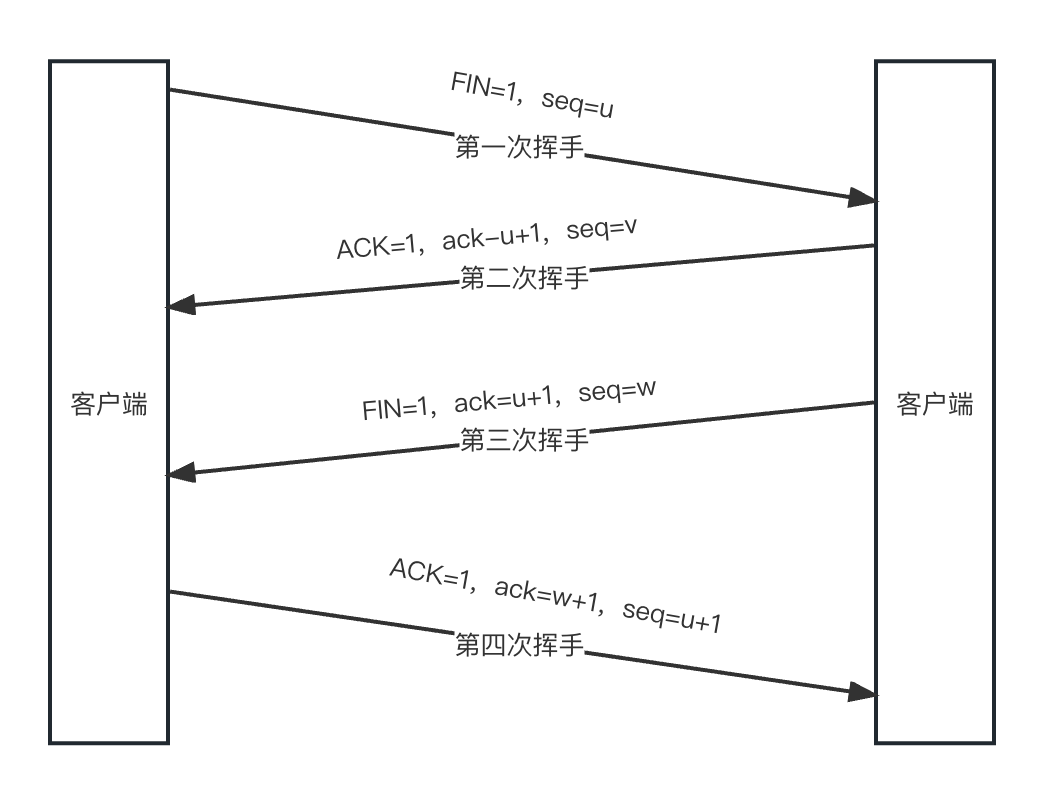 FIN=1，seq=u
第一次挥手
ACK=1，ack-u+1，seq=v
第二次挥手
客户端
客户端
FIN=1，ack=u+1，seq=w
第三次挥手
ACK=1，ack=w+1，seq=u+1
第四次挥手